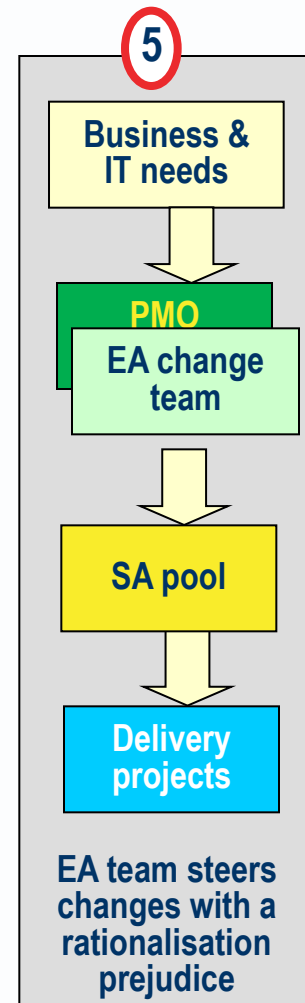 5
Business &
IT needs
PMO
EA change
team
SA pool
Delivery
projects
EA team steers
changes with a
rationalisation
prejudice